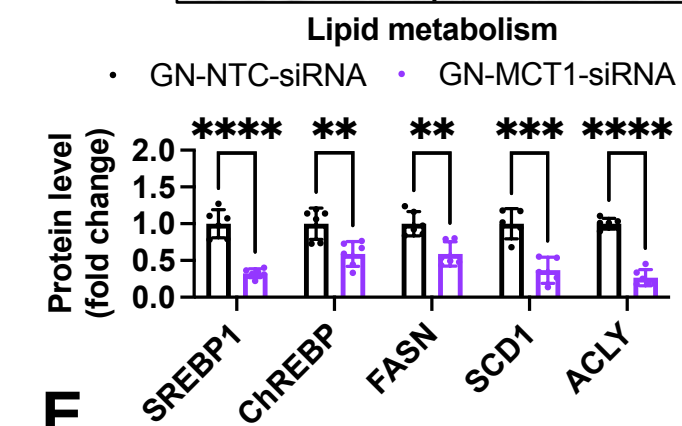 Lipid metabolism
GN-NTC-siRNA GN-MCT1-siRNA
**** ** ** *** ****
Protein level
(fold change)
2.0
1.5
1.0
0.5
0.0
SREBP1 ChREBP FASN SCD1 ACLY